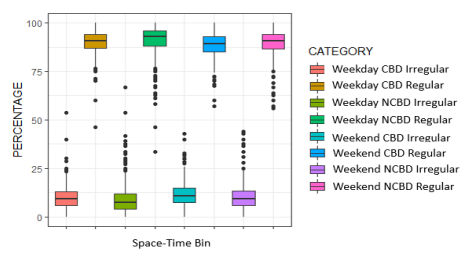 100
75
50
25
0
PERCENTAGE
Space-Time Bin
CATEGORY
Weekday CBD Irregular
Weekday CBD Regular
Weekday NCBD Irregular
Weekday NCBD Regular
Weekend CBD Irregular
Weekend CBD Regular
Weekend NCBD Irregular
Weekend NCBD Regular